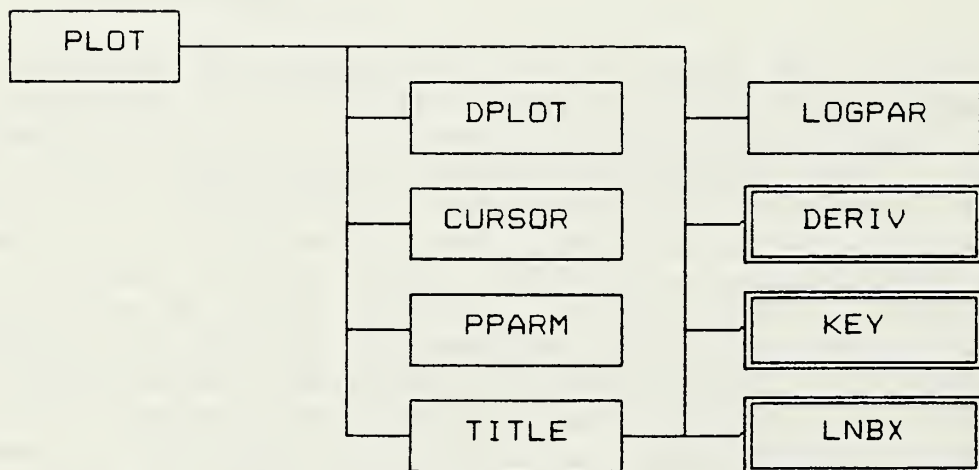 PLOT
DPLOT
LOGPAR
CURSOR
DERIV
PPARM
KEY
TITLE
LNBX